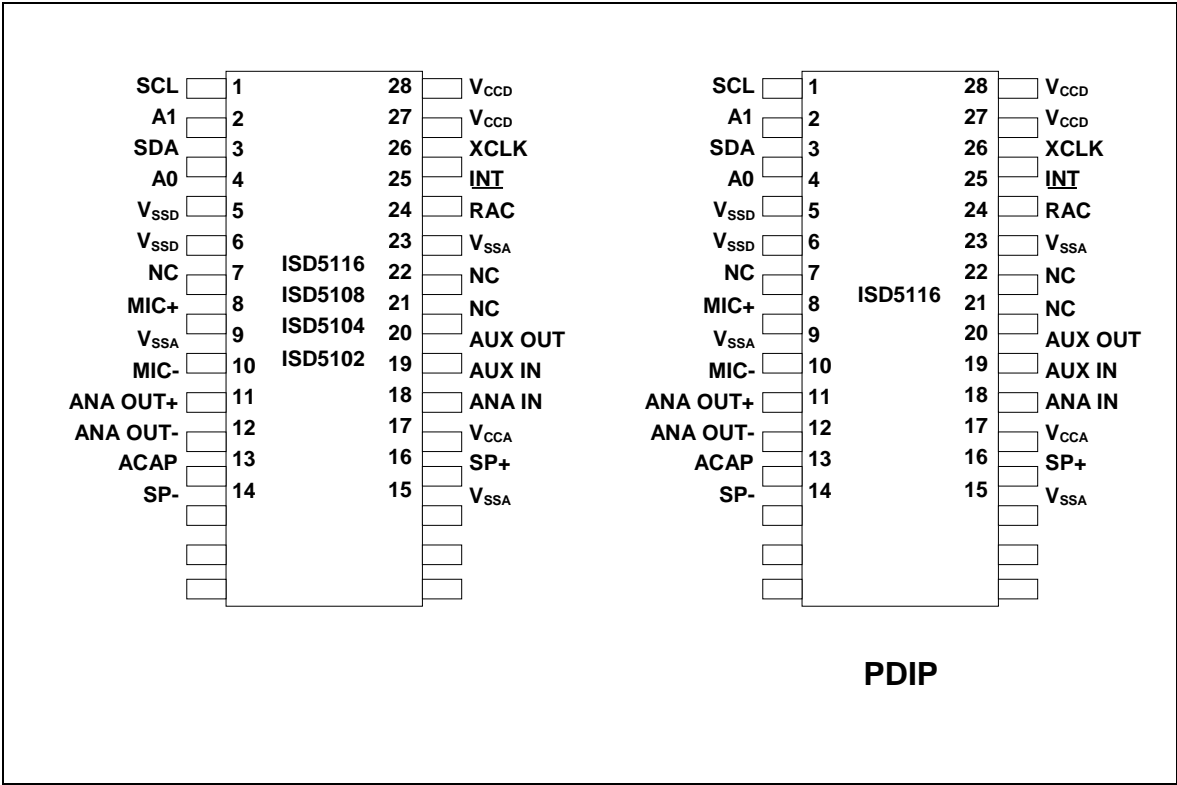 SCL 1 28 VCCD
A1 2 27 VCCD
SDA 3 26 XCLK
A0 4 25 INT
VSSD 5 24 RAC
VSSD 6 23 VSSA
NC 7 22 NC
MIC+ 8 21 NC
VSSA 9 20 AUX OUT
MIC- 10 19 AUX IN
ANA OUT+ 11 18 ANA IN
ANA OUT- 12 17 VCCA
ACAP 13 16 SP+
SP- 14 15 VSSA
ISD5116
ISD5108
ISD5104
ISD5102
SCL 1 28 VCCD
A1 2 27 VCCD
SDA 3 26 XCLK
A0 4 25 INT
VSSD 5 24 RAC
VSSD 6 23 VSSA
NC 7 22 NC
MIC+ 8 21 NC
VSSA 9 20 AUX OUT
MIC- 10 19 AUX IN
ANA OUT+ 11 18 ANA IN
ANA OUT- 12 17 VCCA
ACAP 13 16 SP+
SP- 14 15 VSSA
ISD5116
PDIP